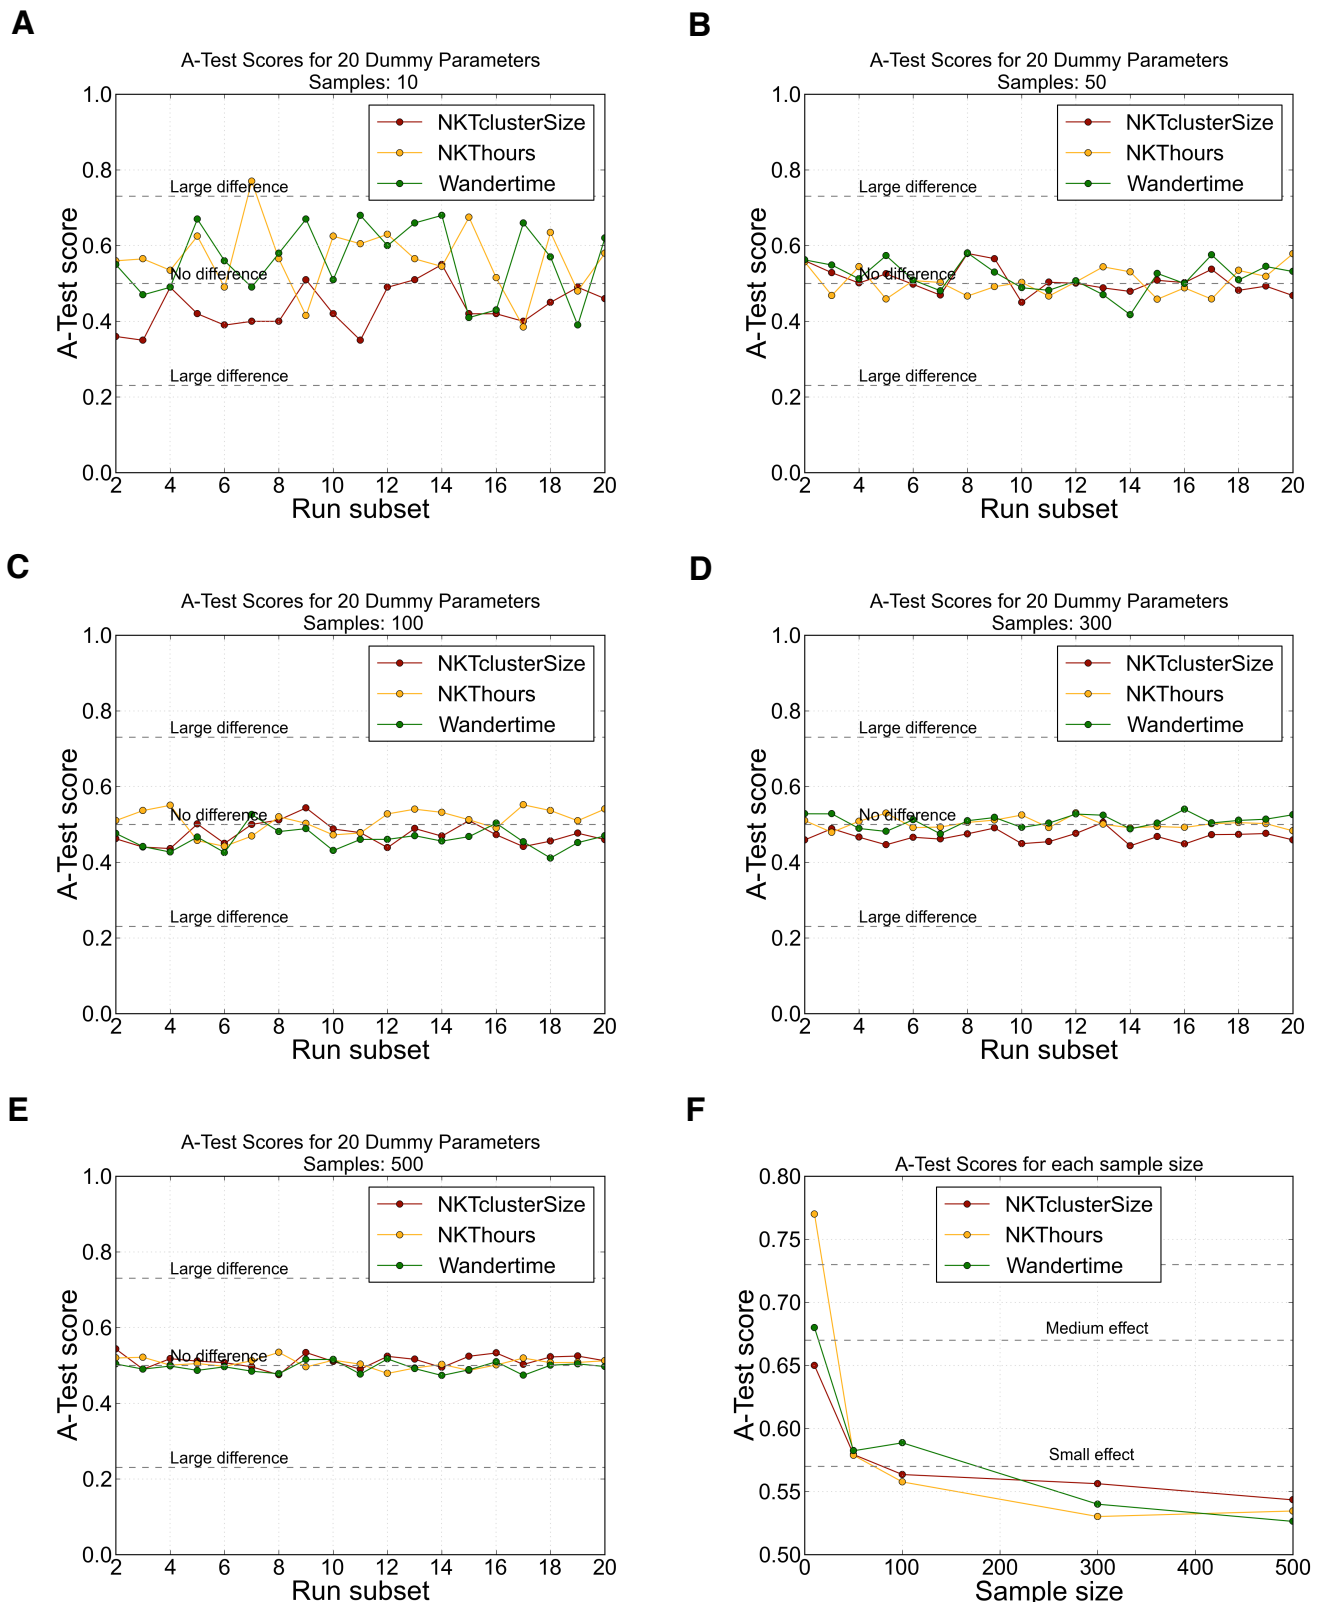 A
A-Test Scores for 20 Dummy Parameters
Samples: 10
NKTclusterSize
NKThours
Wandertime
Large difference
No difference
Large difference
A-Test score
1.0
0.8
0.6
0.4
0.2
0.0
2 4 6 8 10 12 14 16 18 20
Run subset
B
A-Test Scores for 20 Dummy Parameters
Samples: 50
NKTclusterSize
NKThours
Wandertime
Large difference
No difference
Large difference
A-Test score
1.0
0.8
0.6
0.4
0.2
0.0
2 4 6 8 10 12 14 16 18 20
Run subset
C
A-Test Scores for 20 Dummy Parameters
Samples: 100
NKTclusterSize
NKThours
Wandertime
Large difference
No difference
Large difference
A-Test score
1.0
0.8
0.6
0.4
0.2
0.0
2 4 6 8 10 12 14 16 18 20
Run subset
D
A-Test Scores for 20 Dummy Parameters
Samples: 300
NKTclusterSize
NKThours
Wandertime
Large difference
No difference
Large difference
A-Test score
1.0
0.8
0.6
0.4
0.2
0.0
2 4 6 8 10 12 14 16 18 20
Run subset
E
A-Test Scores for 20 Dummy Parameters
Samples: 500
NKTclusterSize
NKThours
Wandertime
Large difference
No difference
Large difference
A-Test score
1.0
0.8
0.6
0.4
0.2
0.0
2 4 6 8 10 12 14 16 18 20
Run subset
F
A-Test Scores for each sample size
NKTclusterSize
NKThours
Wandertime
Medium effect
Small effect
A-Test score
0.80
0.75
0.70
0.65
0.60
0.55
0.50
0 100 200 300 400 500
Sample size